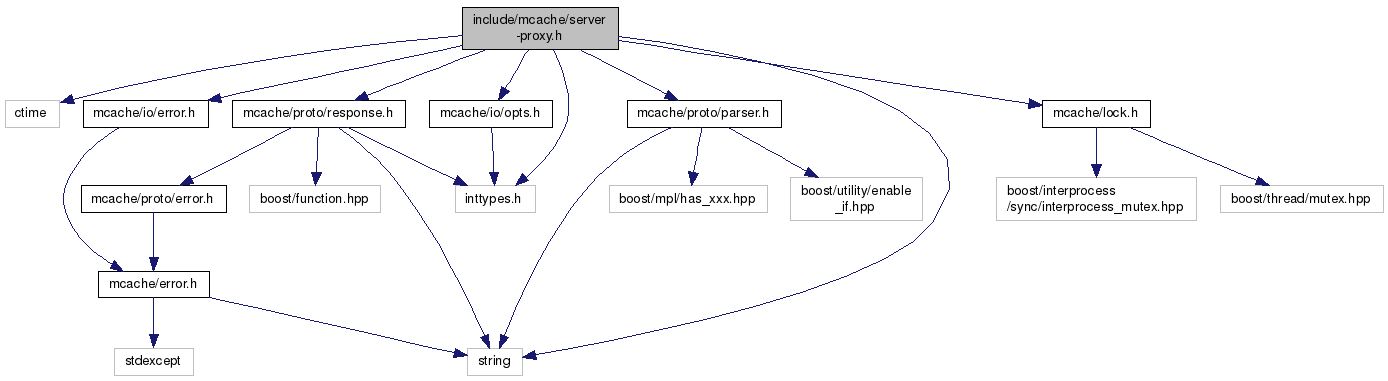 include/mcache/server
-proxy.h
ctime
mcache/io/error.h
mcache/proto/response.h
mcache/io/opts.h
mcache/proto/parser.h
mcache/lock.h
mcache/proto/error.h
boost/function.hpp
inttypes.h
boost/mpl/has_xxx.hpp
boost/utility/enable
_if.hpp
boost/interprocess
/sync/interprocess_mutex.hpp
boost/thread/mutex.hpp
mcache/error.h
stdexcept
string